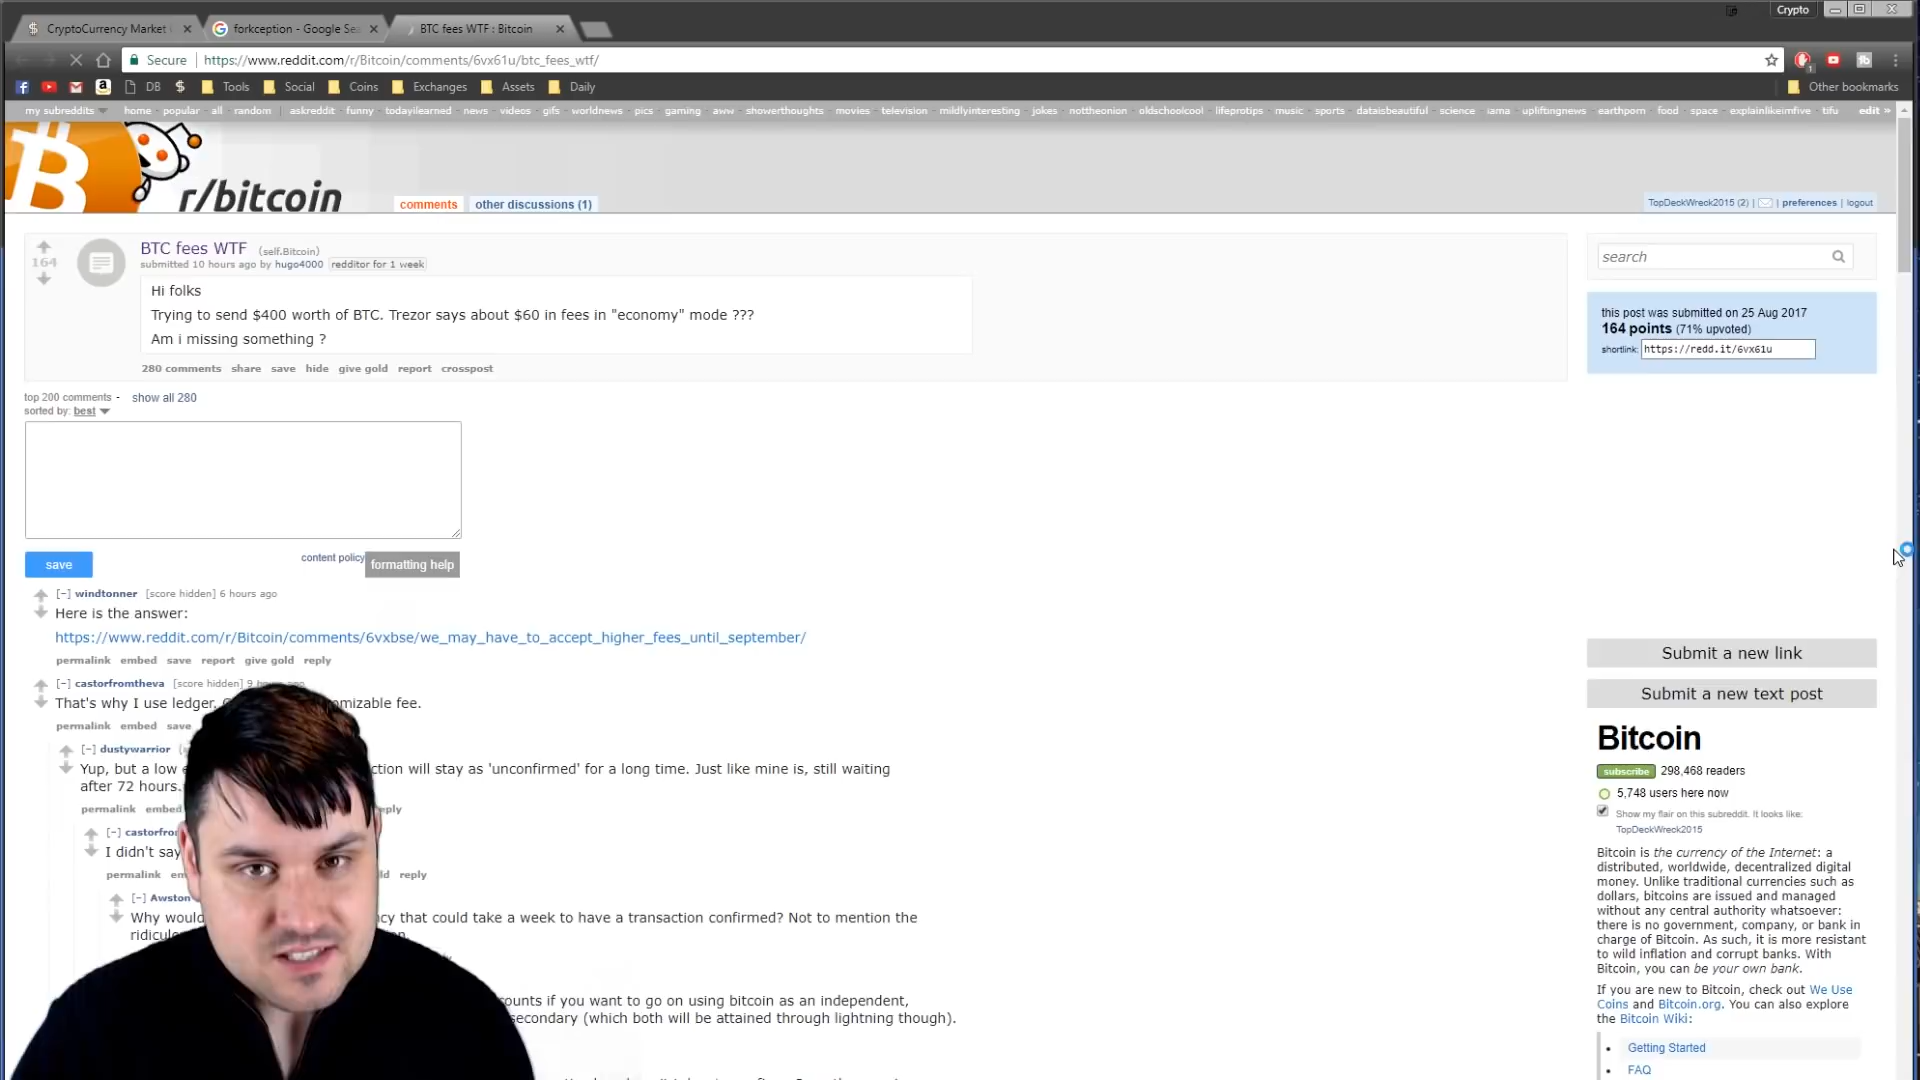 CryptoCurrency Market
forkception - Google Sea
BTC fees WTF : Bitcoin
Crypto
Secure
https://www.reddit.com/r/Bitcoin/comments/6vx61u/btc_fees_wtf/
DB Tools Social Coins Exchanges Assets Daily
Other bookmarks
my subreddits home - popular - all - random | askreddit - funny - todayilearned - news - videos - gifs - worldnews - pics - gaming - aww - showerthoughts - movies - television - mildlyinteresting - jokes - nottheonion - oldschoolcool - lifeprotips - music - sports - dataisbeautiful - science - iama - upliftingnews - earthporn - food - space - explainlikeimfive - tifu edit »
r/bitcoin
comments other discussions (1)
TopDeckWreck2015 (2) | | preferences | logout
164
BTC fees WTF (self.Bitcoin)
submitted 10 hours ago by hugo4000 redditor for 1 week
Hi folks
Trying to send $400 worth of BTC. Trezor says about $60 in fees in "economy" mode ???
Am i missing something ?
280 comments share save hide give gold report crosspost
top 200 comments - show all 280
sorted by: best
save
content policy formatting help
[–] windtonner [score hidden] 6 hours ago
Here is the answer:
https://www.reddit.com/r/Bitcoin/comments/6vxbse/we_may_have_to_accept_higher_fees_until_september/
permalink embed save report give gold reply
[–] castorfromtheva [score hidden] 9
That's why I use ledger. fee.
permalink embed save
[–] dustywarrior
Yup, but a low will stay as 'unconfirmed' for a long time. Just like mine is, still waiting
after 72 hours.
permalink embed
[–]
I didn't say
permalink reply
[–] Awston
Why that could take a week to have a transaction confirmed? Not to mention the
if you want to go on using bitcoin as an independent,
secondary (which both will be attained through lightning though).
search
this post was submitted on 25 Aug 2017
164 points (71% upvoted)
shortlink: https://redd.it/6vx61u
Submit a new link
Submit a new text post
Bitcoin
subscribe 298,468 readers
5,748 users here now
Show my flair on this subreddit. It looks like:
TopDeckWreck2015
Bitcoin is the currency of the Internet: a
distributed, worldwide, decentralized digital
money. Unlike traditional currencies such as
dollars, bitcoins are issued and managed
without any central authority whatsoever:
there is no government, company, or bank in
charge of Bitcoin. As such, it is more resistant
to wild inflation and corrupt banks. With
Bitcoin, you can be your own bank.
If you are new to Bitcoin, check out We Use
Coins and Bitcoin.org. You can also explore
the Bitcoin Wiki:
Getting Started
FAQ